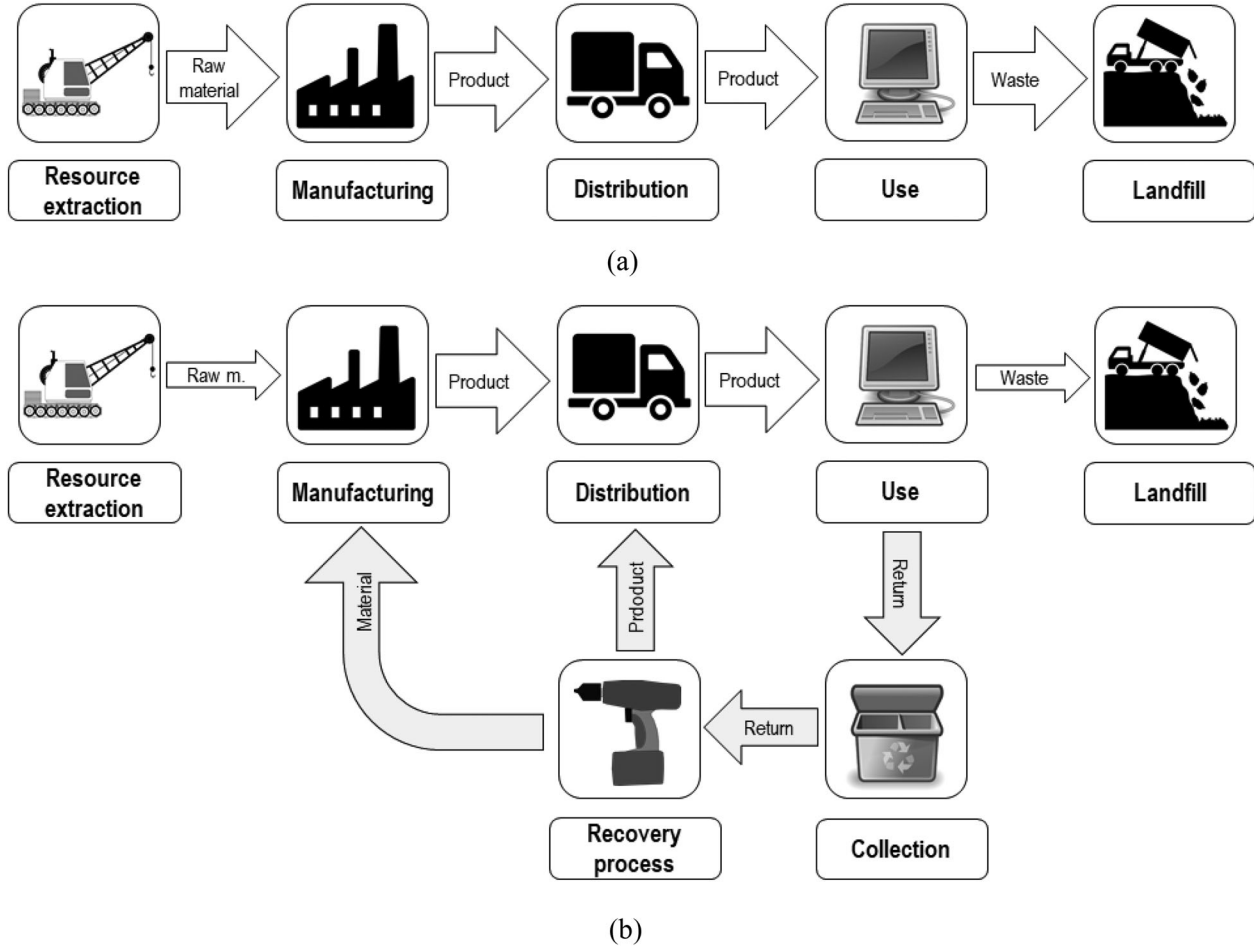 Raw
material
Product
Product
Waste
Resource
extraction
Manufacturing
Distribution
Use
Landfill
(a)
Raw m.
Product
Product
Waste
Resource
extraction
Manufacturing
Distribution
Use
Landfill
Material
Prdoduct
Return
Return
Recovery
process
Collection
(b)